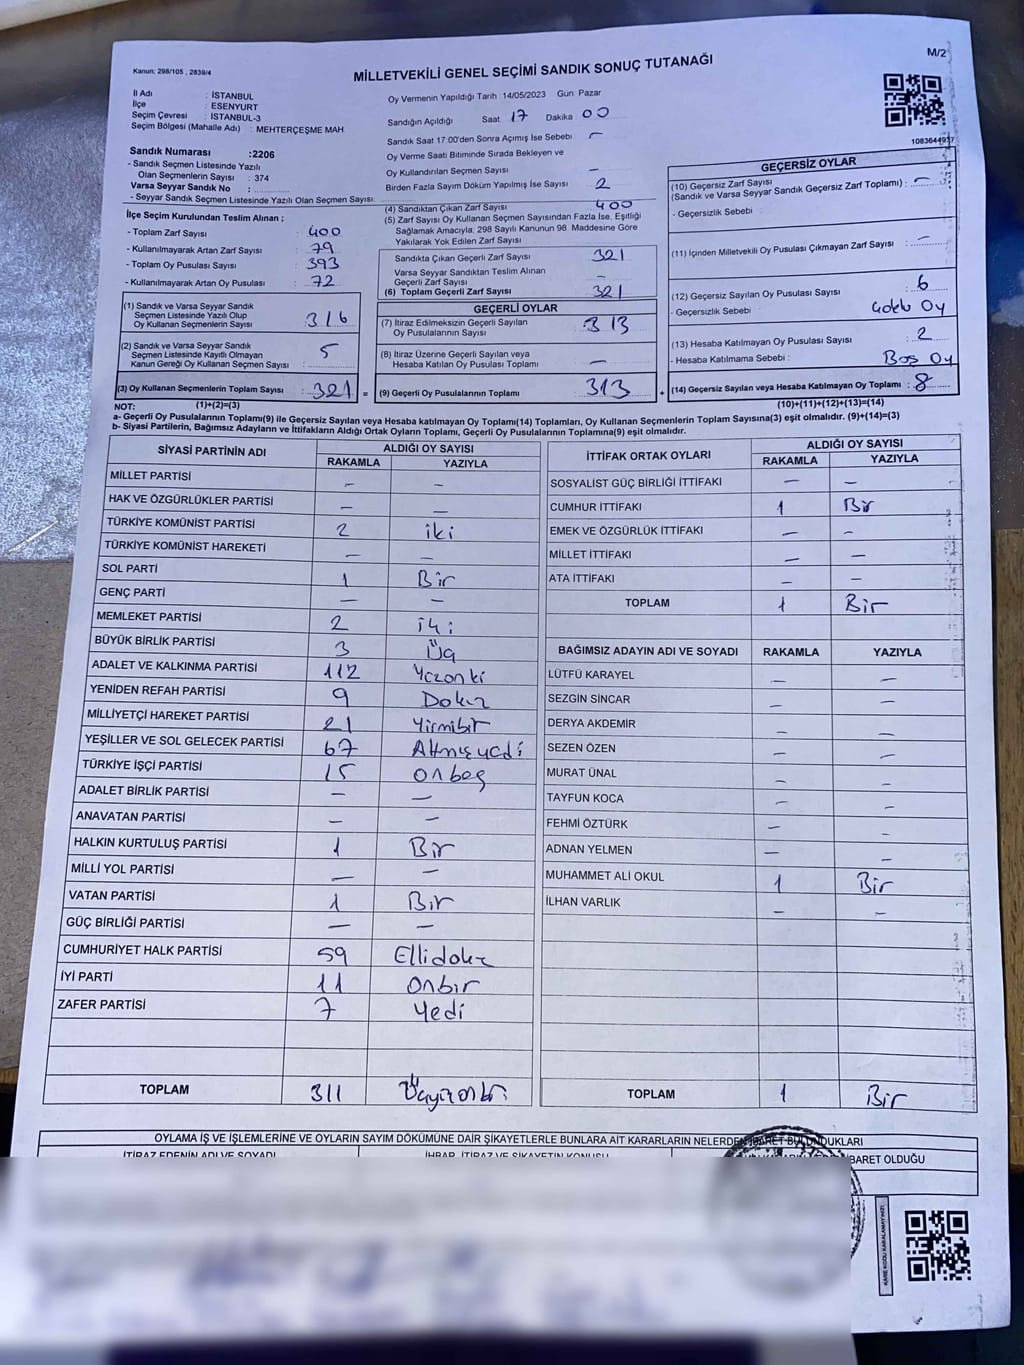 Kanun: 298/105 , 2839/4
MİLLETVEKİLİ GENEL SEÇİMİ SANDIK SONUÇ TUTANAĞI
M/2
İl Adı : İSTANBUL
İlçe : ESENYURT
Seçim Çevresi : İSTANBUL-3
Seçim Bölgesi (Mahalle Adı) : MEHTERÇEŞME MAH
Sandık Numarası :2206
- Sandık Seçmen Listesinde Yazılı
Olan Seçmenlerin Sayısı : 374
Varsa Seyyar Sandık No :
- Seyyar Sandık Seçmen Listesinde Yazılı Olan Seçmen Sayısı:
İlçe Seçim Kurulundan Teslim Alınan ;
- Toplam Zarf Sayısı : 400
- Kullanılmayarak Artan Zarf Sayısı : 79
- Toplam Oy Pusulası Sayısı : 393
- Kullanılmayarak Artan Oy Pusulası : 72
(1) Sandık ve Varsa Seyyar Sandık
Seçmen Listesinde Yazılı Olup
Oy Kullanan Seçmenlerin Sayısı : 316
(2) Sandık ve Varsa Seyyar Sandık
Seçmen Listesinde Kayıtlı Olmayan
Kanun Gereği Oy Kullanan Seçmen Sayısı : 5
(3) Oy Kullanan Seçmenlerin Toplam Sayısı : 321
(1)+(2)=(3)
Oy Vermenin Yapıldığı Tarih :14/05/2023 Gün Pazar
Sandığın Açıldığı Saat 17 Dakika 00
Sandık Saat 17 00'den Sonra Açımış İse Sebebi : –
Oy Verme Saati Bitiminde Sırada Bekleyen ve
Oy Kullandırılan Seçmen Sayısı : –
Birden Fazla Sayım Döküm Yapılmış İse Sayısı : 2
(4) Sandıktan Çıkan Zarf Sayısı : 400
(5) Zarf Sayısı Oy Kullanan Seçmen Sayısından Fazla İse, Eşitliği
Sağlamak Amacıyla, 298 Sayılı Kanunun 98. Maddesine Göre
Yakılarak Yok Edilen Zarf Sayısı :
Sandıkta Çıkan Geçerli Zarf Sayısı : 321
Varsa Seyyar Sandıktan Teslim Alınan
Geçerli Zarf Sayısı : –
(6) Toplam Geçerli Zarf Sayısı : 321
GEÇERLİ OYLAR
(7) İtiraz Edilmeksizin Geçerli Sayılan
Oy Pusulalarının Sayısı : 313
(8) İtiraz Üzerine Geçerli Sayılan veya
Hesaba Katılan Oy Pusulaları Toplamı : –
= (9) Geçerli Oy Pusulalarının Toplamı : 313
1083644937
GEÇERSİZ OYLAR
(10) Geçersiz Zarf Sayısı : –
(Sandık ve Varsa Seyyar Sandık Geçersiz Zarf Toplamı)
- Geçersizlik Sebebi :
(11) İçinden Milletvekili Oy Pusulası Çıkmayan Zarf Sayısı : –
(12) Geçersiz Sayılan Oy Pusulası Sayısı : 6
- Geçersizlik Sebebi : Oy
(13) Hesaba Katılmayan Oy Pusulası Sayısı : 2
- Hesaba Katılmama Sebebi : Boş Oy
+ (14) Geçersiz Sayılan veya Hesaba Katılmayan Oy Toplamı : 8
(10)+(11)+(12)+(13)=(14)
NOT:
a- Geçerli Oy Pusulalarının Toplamı(9) ile Geçersiz Sayılan veya Hesaba katılmayan Oy Toplamı(14) Toplamları, Oy Kullanan Seçmenlerin Toplam Sayısına(3) eşit olmalıdır. (9)+(14)=(3)
b- Siyasi Partilerin, Bağımsız Adayların ve İttifakların Aldığı Ortak Oyların Toplamı, Geçerli Oy Pusulalarının Toplamına(9) eşit olmalıdır.
SİYASİ PARTİNİN ADI ALDIĞI OY SAYISI
RAKAMLA YAZIYLA
MİLLET PARTİSİ – –
HAK VE ÖZGÜRLÜKLER PARTİSİ – –
TÜRKİYE KOMÜNİST PARTİSİ 2 iki
TÜRKİYE KOMÜNİST HAREKETİ – –
SOL PARTİ 1 Bir
GENÇ PARTİ – –
MEMLEKET PARTİSİ 2 iki
BÜYÜK BİRLİK PARTİSİ 3 Üç
ADALET VE KALKINMA PARTİSİ 112 Yüzoniki
YENİDEN REFAH PARTİSİ 9 Dokuz
MİLLİYETÇİ HAREKET PARTİSİ 21 Yirmibir
YEŞİLLER VE SOL GELECEK PARTİSİ 67 Altmışyedi
TÜRKİYE İŞÇİ PARTİSİ 15 Onbeş
ADALET BİRLİK PARTİSİ – –
ANAVATAN PARTİSİ – –
HALKIN KURTULUŞ PARTİSİ 1 Bir
MİLLİ YOL PARTİSİ – –
VATAN PARTİSİ 1 Bir
GÜÇ BİRLİĞİ PARTİSİ – –
CUMHURİYET HALK PARTİSİ 59 Ellidokuz
İYİ PARTİ 11 Onbir
ZAFER PARTİSİ 7 Yedi
TOPLAM 311 Üçyüzonbir
İTTİFAK ORTAK OYLARI ALDIĞI OY SAYISI
RAKAMLA YAZIYLA
SOSYALİST GÜÇ BİRLİĞİ İTTİFAKI – –
CUMHUR İTTİFAKI 1 Bir
EMEK VE ÖZGÜRLÜK İTTİFAKI – –
MİLLET İTTİFAKI – –
ATA İTTİFAKI – –
TOPLAM 1 Bir
BAĞIMSIZ ADAYIN ADI VE SOYADI RAKAMLA YAZIYLA
LÜTFÜ KARAYEL – –
SEZGİN SİNCAR – –
DERYA AKDEMİR – –
SEZEN ÖZEN – –
MURAT ÜNAL – –
TAYFUN KOCA – –
FEHMİ ÖZTÜRK – –
ADNAN YELMEN – –
MUHAMMET ALİ OKUL 1 Bir
İLHAN VARLIK – –
TOPLAM 1 Bir
OYLAMA İŞ VE İŞLEMLERİNE VE OYLARIN SAYIM DÖKÜMÜNE DAİR ŞİKAYETLERLE BUNLARA AİT KARARLARIN NELERDEN İBARET BULUNDUKLARI
İTİRAZ EDENİN ADI VE SOYADI İHBAR, İTİRAZ VE ŞİKAYETİN KONUSU İBARET OLDUĞU
KARE KODU KARALAMAYINIZ!